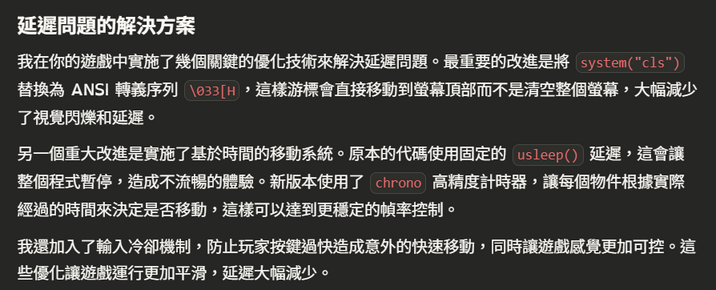 延遲問題的解決方案
我在你的遊戲中實施了幾個關鍵的優化技術來解決延遲問題。最重要的改進是將 system("cls")
替換為 ANSI 轉義序列 \033[H，這樣游標會直接移動到螢幕頂部而不是清空整個螢幕，大幅減少
了視覺閃爍和延遲。
另一個重大改進是實施了基於時間的移動系統。原本的代碼使用固定的 usleep() 延遲，這會讓
整個程式暫停，造成不流暢的體驗。新版本使用了 chrono 高精度計時器，讓每個物件根據實際
經過的時間來決定是否移動，這樣可以達到更穩定的幀率控制。
我還加入了輸入冷卻機制，防止玩家按鍵過快造成意外的快速移動，同時讓遊戲感覺更加可控。這
些優化讓遊戲運行更加平滑，延遲大幅減少。